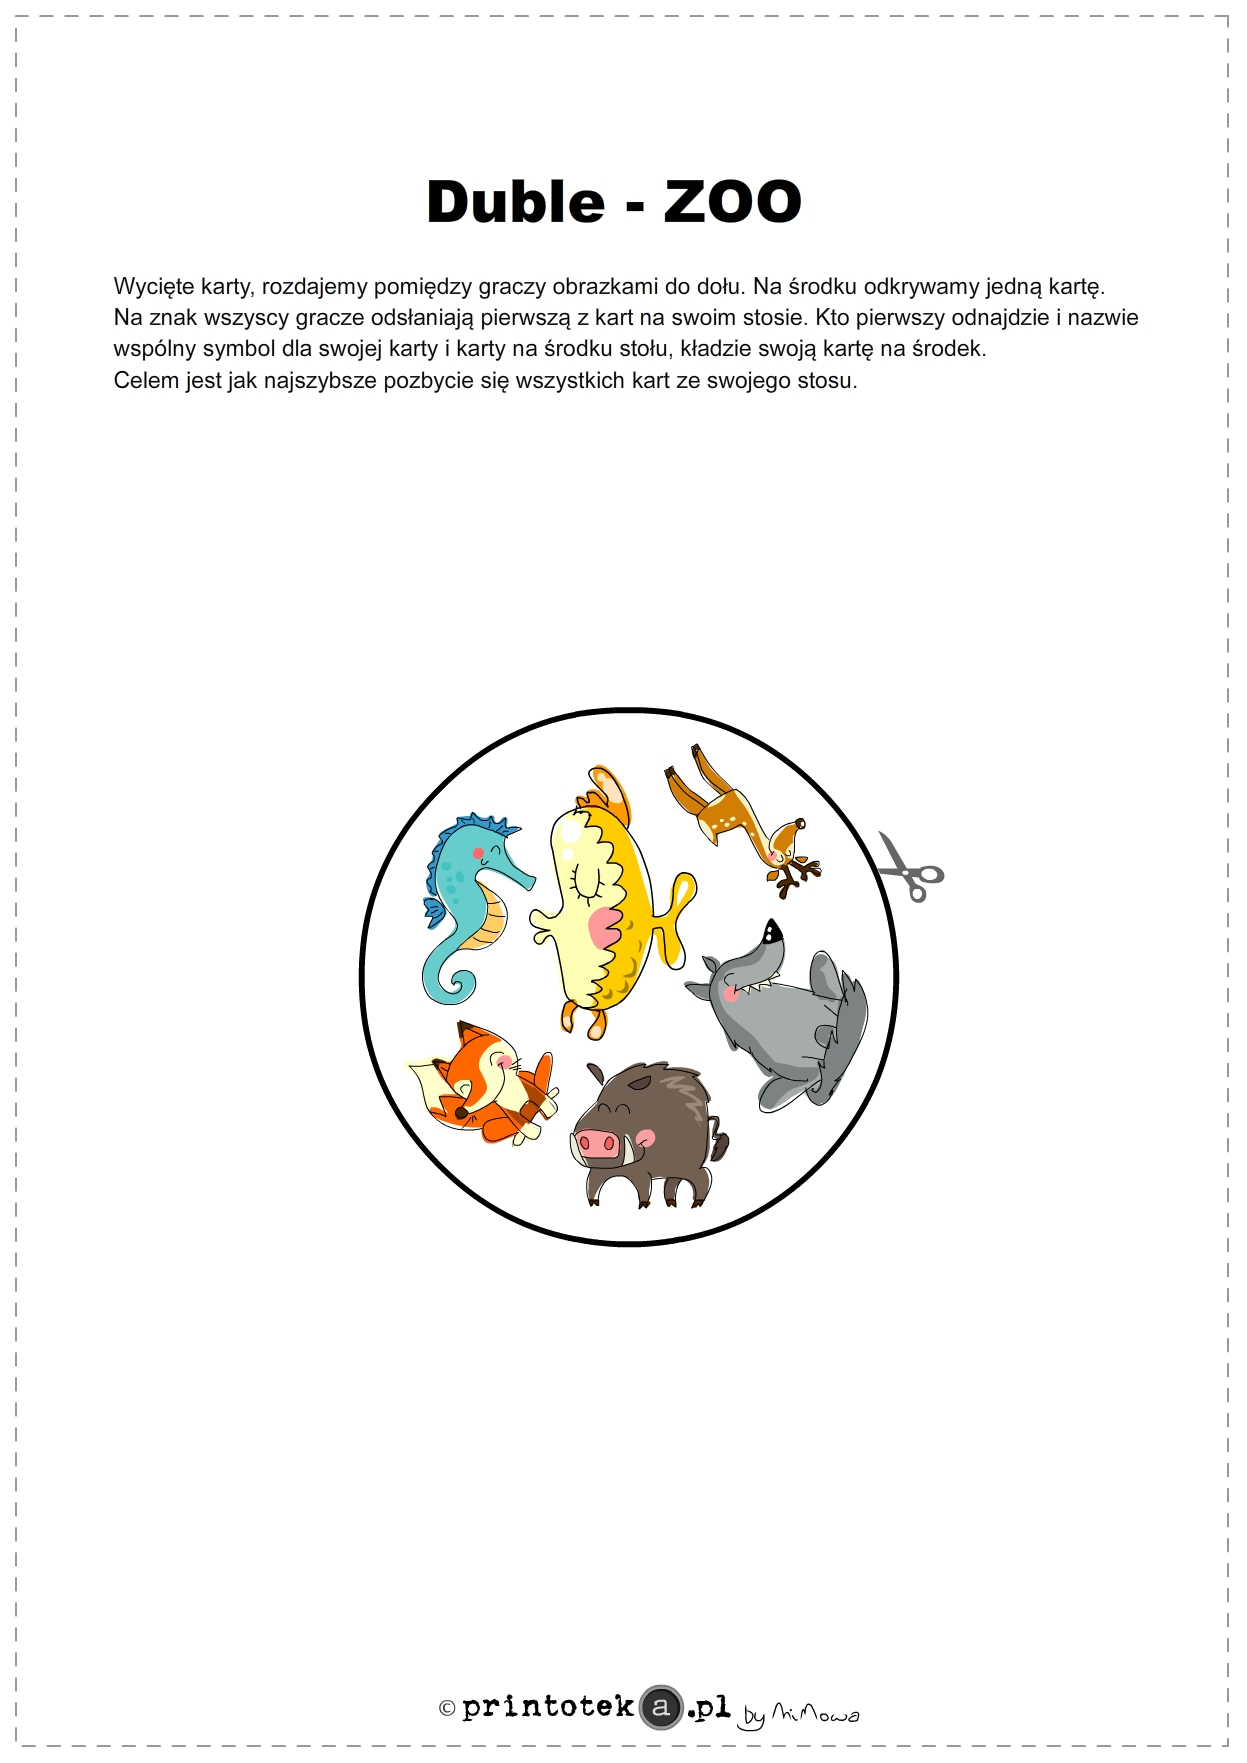 Duble - ZOO
Wycięte karty, rozdajemy pomiędzy graczy obrazkami do dołu. Na środku odkrywamy jedną kartę.
Na znak wszyscy gracze odsłaniają pierwszą z kart na swoim stosie. Kto pierwszy odnajdzie i nazwie
wspólny symbol dla swojej karty i karty na środku stołu, kładzie swoją kartę na środek.
Celem jest jak najszybsze pozbycie się wszystkich kart ze swojego stosu.
© printoteka.pl by MiMowa